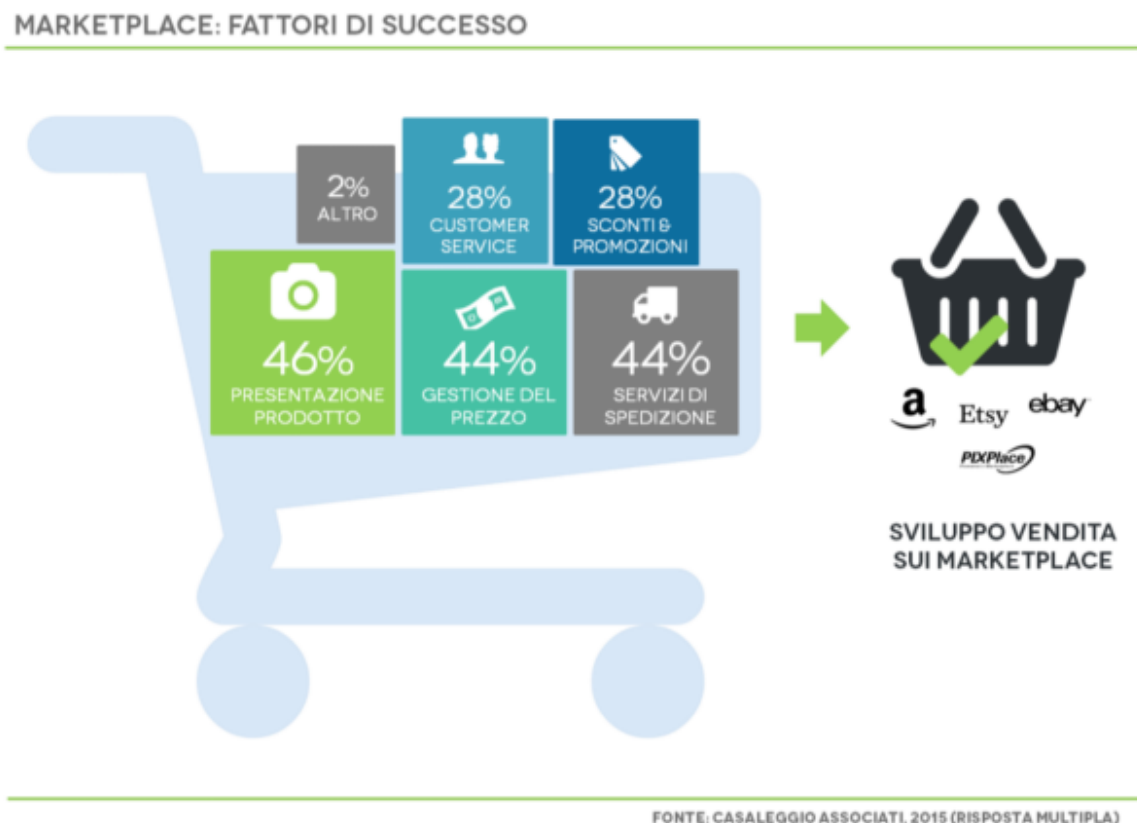 MARKETPLACE: FATTORI DI SUCCESSO
2%
ALTRO
28%
CUSTOMER
SERVICE
28%
SCONTI &
PROMOZIONI
46%
PRESENTAZIONE
PRODOTTO
44%
GESTIONE DEL
PREZZO
44%
SERVIZI DI
SPEDIZIONE
a
Etsy
ebay
PIXPlace
SVILUPPO VENDITA
SUI MARKETPLACE
FONTE: CASALEGGIO ASSOCIATI, 2015 (RISPOSTA MULTIPLA)